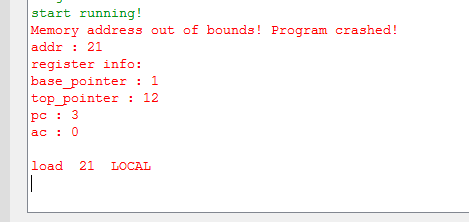 start running!
Memory address out of bounds! Program crashed!
addr : 21
register info:
base_pointer : 1
top_pointer : 12
pc : 3
ac : 0
load  21  LOCAL